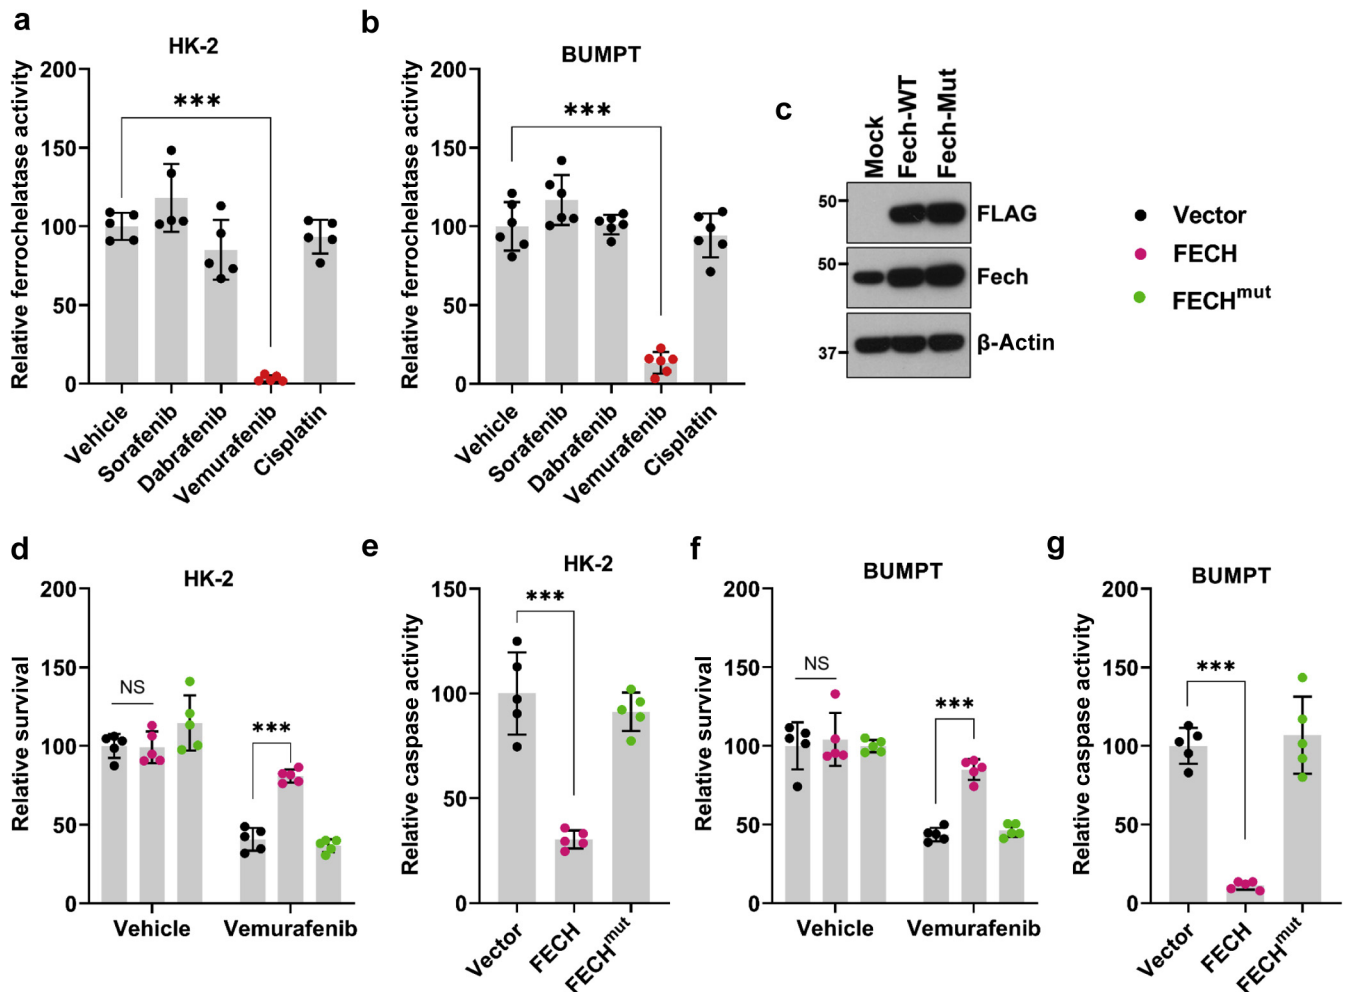 a
HK-2
Relative ferrochelatase activity
200
150
100
50
0
***
Vehicle
Sorafenib
Dabrafenib
Vemurafenib
Cisplatin
b
BUMPT
Relative ferrochelatase activity
200
150
100
50
0
***
Vehicle
Sorafenib
Dabrafenib
Vemurafenib
Cisplatin
c
Mock
Fech-WT
Fech-Mut
50
FLAG
50
Fech
37
β-Actin
Vector
FECH
FECHmut
d
HK-2
Relative survival
200
150
100
50
0
NS
***
Vehicle
Vemurafenib
e
HK-2
Relative caspase activity
150
100
50
0
***
Vector
FECH
FECHmut
f
BUMPT
Relative survival
200
150
100
50
0
NS
***
Vehicle
Vemurafenib
g
BUMPT
Relative caspase activity
200
150
100
50
0
***
Vector
FECH
FECHmut